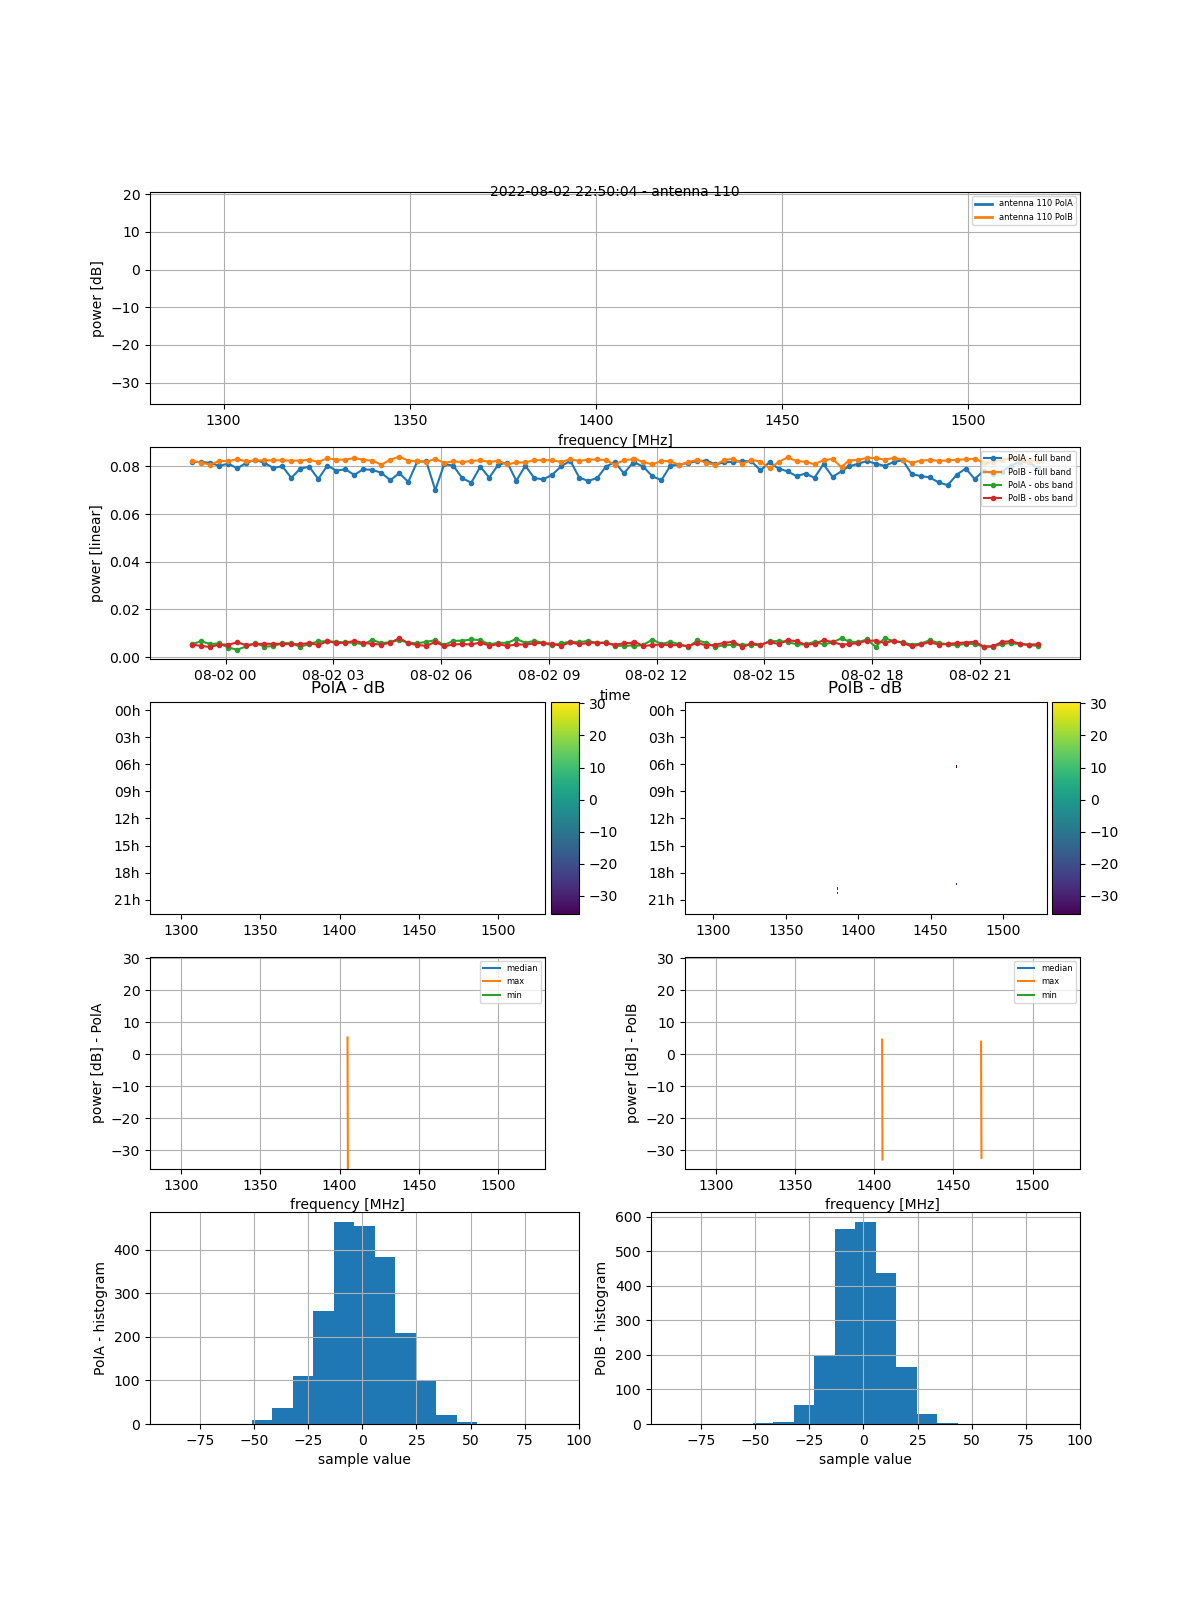 2022-08-02 22:50:04 - antenna 110
20
10
0
−10
−20
−30
power [dB]
antenna 110 PolA
antenna 110 PolB
1300 1350 1400 1450 1500
frequency [MHz]
0.08
0.06
0.04
0.02
0.00
power [linear]
PolA - full band
PolB - full band
PolA - obs band
PolB - obs band
08-02 00 08-02 03 08-02 06 08-02 09 08-02 12 08-02 15 08-02 18 08-02 21
time
PolA - dB
00h
03h
06h
09h
12h
15h
18h
21h
1300 1350 1400 1450 1500
30
20
10
0
−10
−20
−30
PolB - dB
00h
03h
06h
09h
12h
15h
18h
21h
1300 1350 1400 1450 1500
30
20
10
0
−10
−20
−30
30
20
10
0
−10
−20
−30
power [dB] - PolA
median
max
min
1300 1350 1400 1450 1500
frequency [MHz]
30
20
10
0
−10
−20
−30
power [dB] - PolB
median
max
min
1300 1350 1400 1450 1500
frequency [MHz]
400
300
200
100
0
PolA - histogram
−75 −50 −25 0 25 50 75 100
sample value
600
500
400
300
200
100
0
PolB - histogram
−75 −50 −25 0 25 50 75 100
sample value